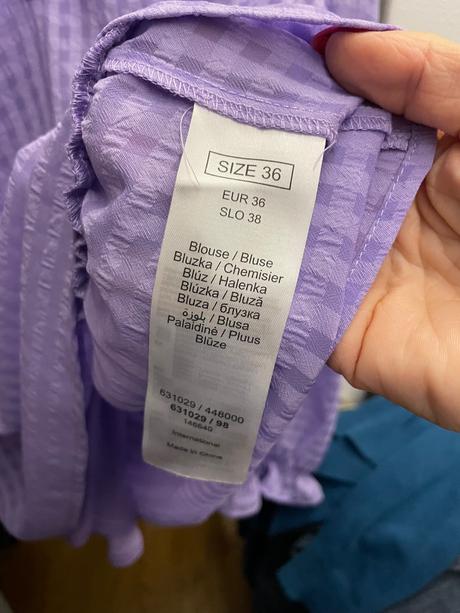 SIZE 36
EUR 36
SLO 38
Blouse / Bluse
Bluzka / Chemisier
Blúz / Halenka
Blúzka / Bluză
Bluza / блузка
بلوزة / Blusa
Palaidinė / Pluus
Blūze
631029 / 448000
631029 / 98
146640
International
Made in China